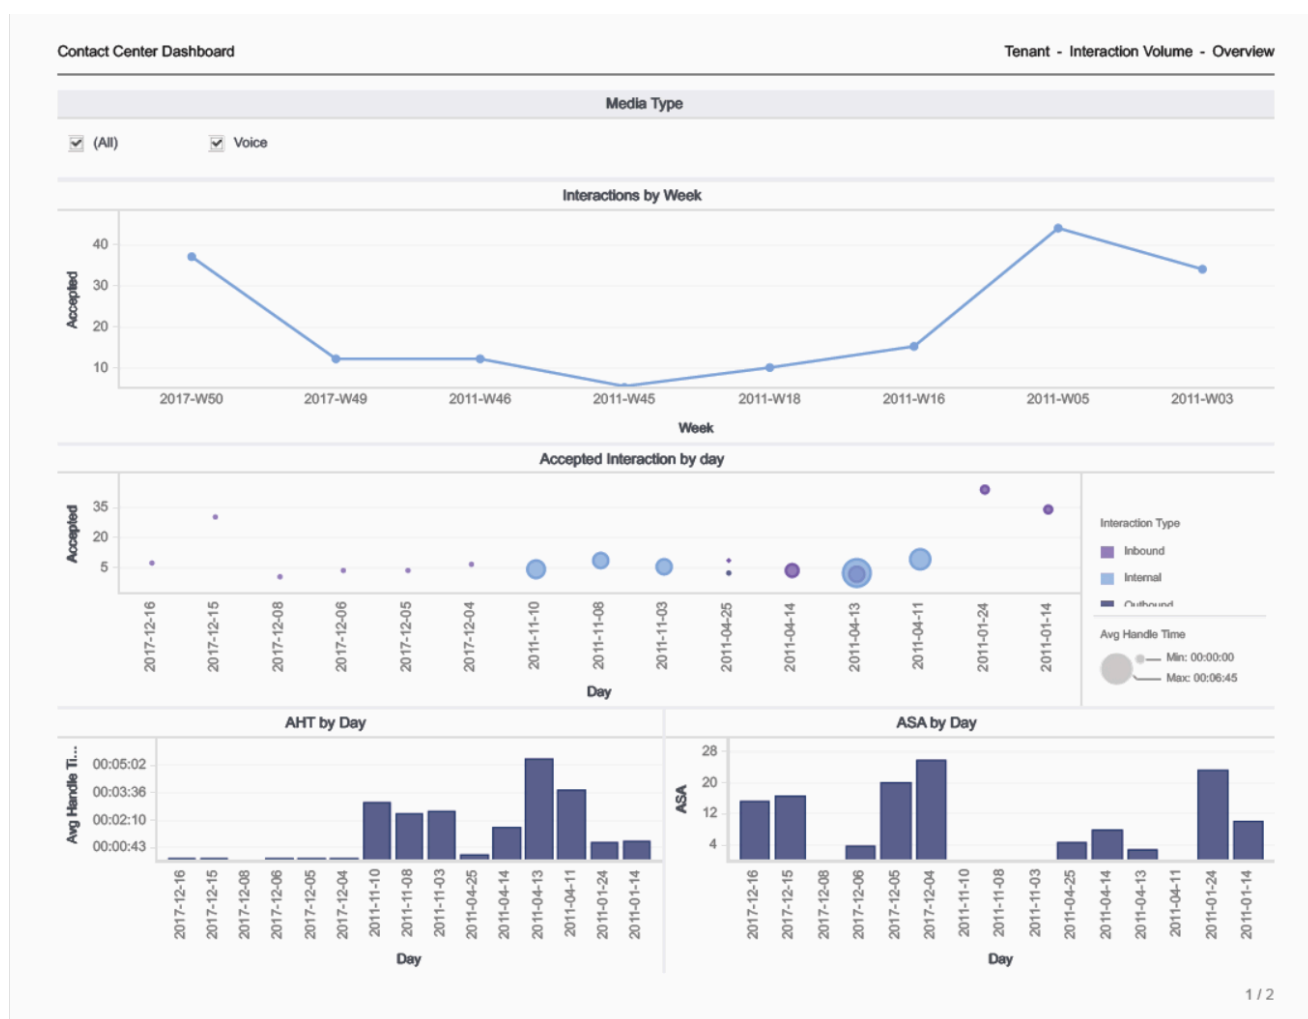 Contact Center Dashboard
Tenant - Interaction Volume - Overview
Media Type
(All)
Voice
Interactions by Week
Accepted
40
30
20
10
2017-W50 2017-W49 2011-W46 2011-W45 2011-W18 2011-W16 2011-W05 2011-W03
Week
Accepted Interaction by day
Accepted
35
20
5
2017-12-16 2017-12-15 2017-12-08 2017-12-06 2017-12-05 2017-12-04 2011-11-10 2011-11-08 2011-11-03 2011-04-25 2011-04-14 2011-04-13 2011-04-11 2011-01-24 2011-01-14
Day
Interaction Type
Inbound
Internal
Outbound
Avg Handle Time
Min: 00:00:00
Max: 00:06:45
AHT by Day
Avg Handle Ti...
00:05:02
00:03:36
00:02:10
00:00:43
2017-12-16 2017-12-15 2017-12-08 2017-12-06 2017-12-05 2017-12-04 2011-11-10 2011-11-08 2011-11-03 2011-04-25 2011-04-14 2011-04-13 2011-04-11 2011-01-24 2011-01-14
Day
ASA by Day
ASA
28
20
12
4
2017-12-16 2017-12-15 2017-12-08 2017-12-06 2017-12-05 2017-12-04 2011-11-10 2011-11-08 2011-11-03 2011-04-25 2011-04-14 2011-04-13 2011-04-11 2011-01-24 2011-01-14
Day
1 / 2